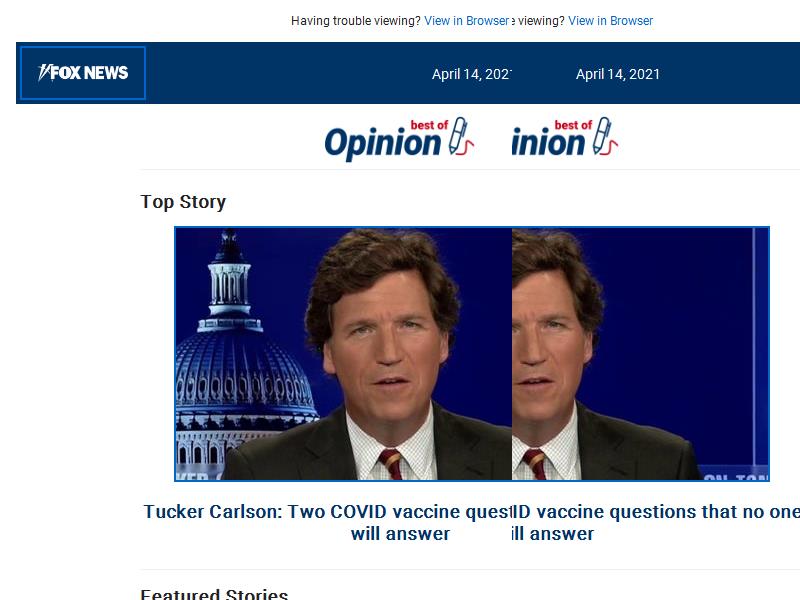 Having trouble viewing? View in Browser e viewing? View in Browser
FOX NEWS
April 14, 202 April 14, 2021
best of best of
Opinion inion
Top Story
Tucker Carlson: Two COVID vaccine quesID vaccine questions that no one
will answer ill answer
Featured Stories